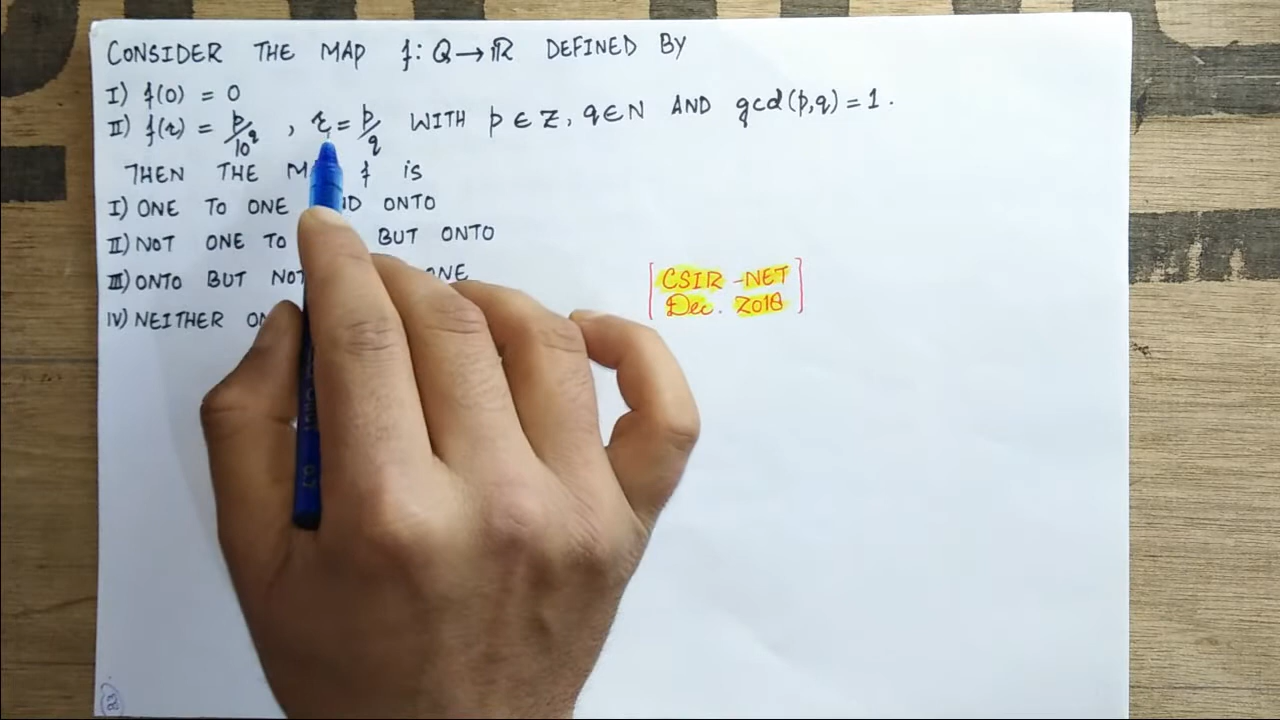 CONSIDER THE MAP f: Q→ℝ DEFINED BY
I) f(0) = 0
II) f(r) = p/10^q , r = p/q WITH p ∈ Z, q ∈ N AND gcd(p,q) = 1.
THEN THE f is
I) ONE TO ONE ONTO
II) NOT ONE TO BUT ONTO
III) ONTO BUT NOT ONE
IV) NEITHER
[CSIR -NET
Dec. 2018]